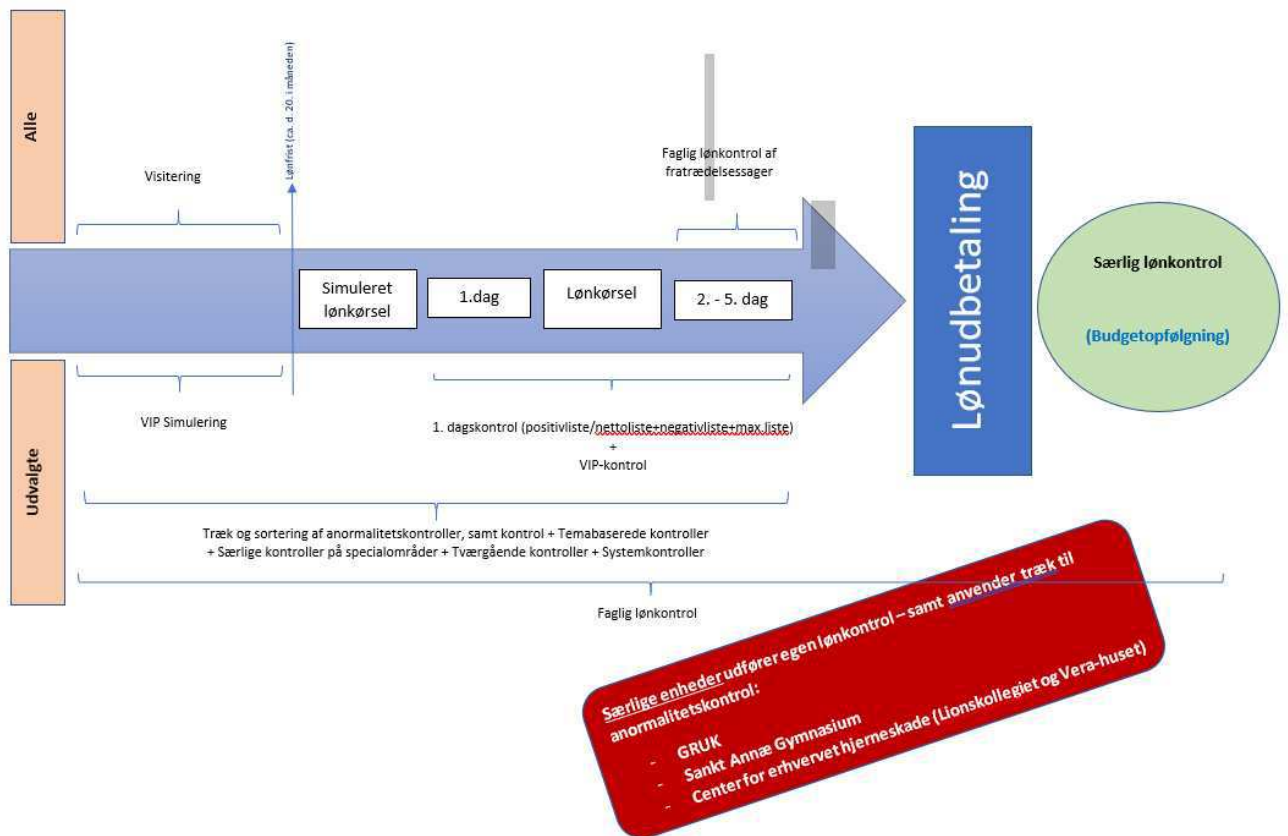 Alle
Lønfrist (ca. d. 20. i måneden)
Visitering
Faglig lønkontrol af
fratrædelsessager
Simuleret
lønkørsel
1.dag
Lønkørsel
2. - 5. dag
Lønudbetaling
Særlig lønkontrol
(Budgetopfølgning)
Udvalgte
VIP Simulering
1. dagskontrol (positivliste/nettoliste+negativliste+max.liste)
+
VIP-kontrol
Træk og sortering af anormalitetskontroller, samt kontrol + Temabaserede kontroller
+ Særlige kontroller på specialområder + Tværgående kontroller + Systemkontroller
Faglig lønkontrol
Særlige enheder udfører egen lønkontrol – samt anvender træk til
anormalitetskontrol:
- GRUK
- Sankt Annæ Gymnasium
- Center for erhvervet hjerneskade (Lionskollegiet og Vera-huset)